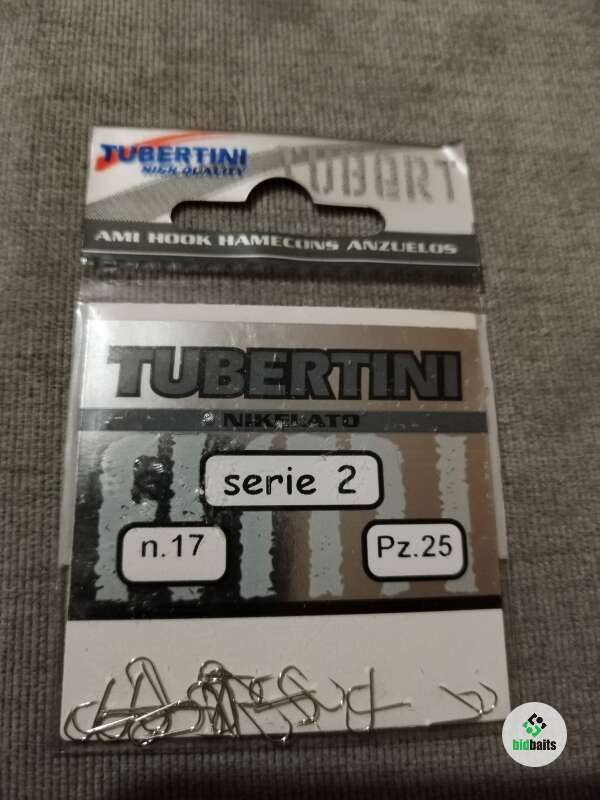 TUBERTINI
HIGH QUALITY
TUBERT
AMI HOOK HAMECONS ANZUELOS
TUBERTINI
NIKELATO
serie 2
n.17
Pz.25
bidbaits